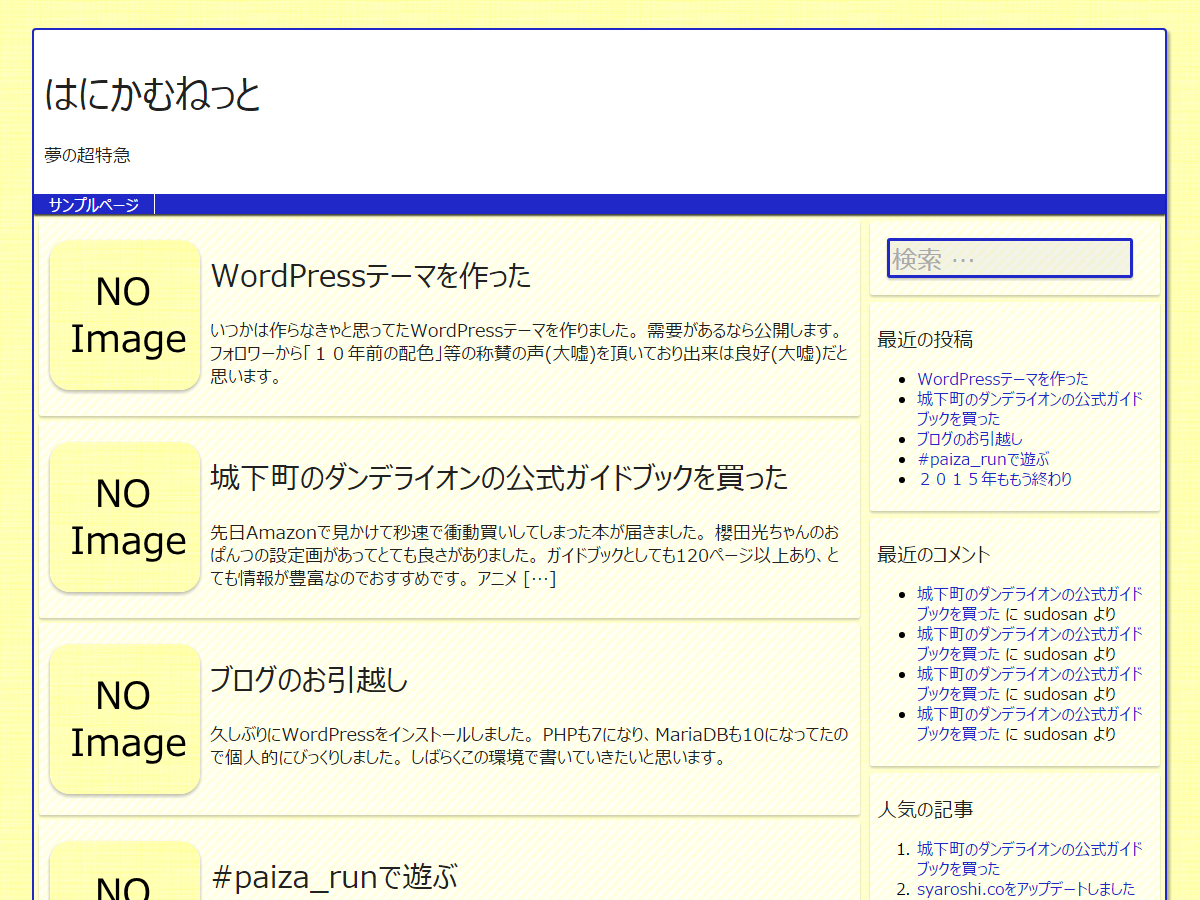 はにかむねっと
夢の超特急
サンプルページ
NO
Image
WordPressテーマを作った
いつかは作らなきゃと思ってたWordPressテーマを作りました。需要があるなら公開します。
フォロワーから「１０年前の配色」等の称賛の声(大嘘)を頂いており出来は良好(大嘘)だと
思います。
NO
Image
城下町のダンデライオンの公式ガイドブックを買った
先日Amazonで見かけて秒速で衝動買いしてしまった本が届きました。櫻田光ちゃんのお
ぱんつの設定画があってとても良さがありました。ガイドブックとしても120ページ以上あり、と
ても情報が豊富なのでおすすめです。アニメ […]
NO
Image
ブログのお引越し
久しぶりにWordPressをインストールしました。PHPも7になり、MariaDBも10になってたの
で個人的にびっくりしました。しばらくこの環境で書いていきたいと思います。
NO
#paiza_runで遊ぶ
検索 …
最近の投稿
WordPressテーマを作った
城下町のダンデライオンの公式ガイド
ブックを買った
ブログのお引越し
#paiza_runで遊ぶ
２０１５年ももう終わり
最近のコメント
城下町のダンデライオンの公式ガイド
ブックを買った に sudosan より
城下町のダンデライオンの公式ガイド
ブックを買った に sudosan より
城下町のダンデライオンの公式ガイド
ブックを買った に sudosan より
城下町のダンデライオンの公式ガイド
ブックを買った に sudosan より
人気の記事
1. 城下町のダンデライオンの公式ガイド
ブックを買った
2. syaroshi.coをアップデートしました